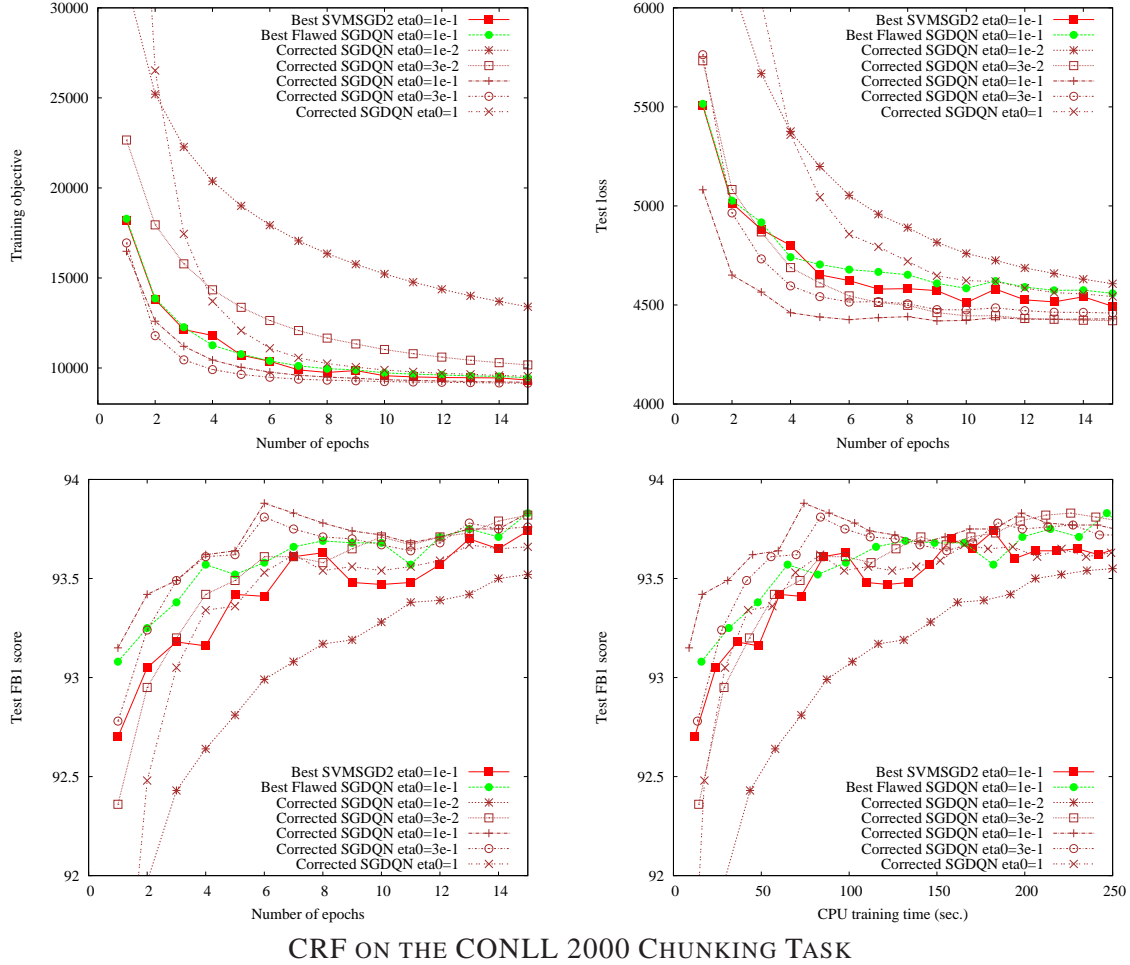 30000
25000
20000
15000
10000
0 2 4 6 8 10 12 14
Training objective
Number of epochs
Best SVMSGD2 eta0=1e-1
Best Flawed SGDQN eta0=1e-1
Corrected SGDQN eta0=1e-2
Corrected SGDQN eta0=3e-2
Corrected SGDQN eta0=1e-1
Corrected SGDQN eta0=3e-1
Corrected SGDQN eta0=1
6000
5500
5000
4500
4000
0 2 4 6 8 10 12 14
Test loss
Number of epochs
Best SVMSGD2 eta0=1e-1
Best Flawed SGDQN eta0=1e-1
Corrected SGDQN eta0=1e-2
Corrected SGDQN eta0=3e-2
Corrected SGDQN eta0=1e-1
Corrected SGDQN eta0=3e-1
Corrected SGDQN eta0=1
94
93.5
93
92.5
92
0 2 4 6 8 10 12 14
Test FB1 score
Number of epochs
Best SVMSGD2 eta0=1e-1
Best Flawed SGDQN eta0=1e-1
Corrected SGDQN eta0=1e-2
Corrected SGDQN eta0=3e-2
Corrected SGDQN eta0=1e-1
Corrected SGDQN eta0=3e-1
Corrected SGDQN eta0=1
94
93.5
93
92.5
92
0 50 100 150 200 250
Test FB1 score
CPU training time (sec.)
Best SVMSGD2 eta0=1e-1
Best Flawed SGDQN eta0=1e-1
Corrected SGDQN eta0=1e-2
Corrected SGDQN eta0=3e-2
Corrected SGDQN eta0=1e-1
Corrected SGDQN eta0=3e-1
Corrected SGDQN eta0=1
CRF ON THE CONLL 2000 CHUNKING TASK